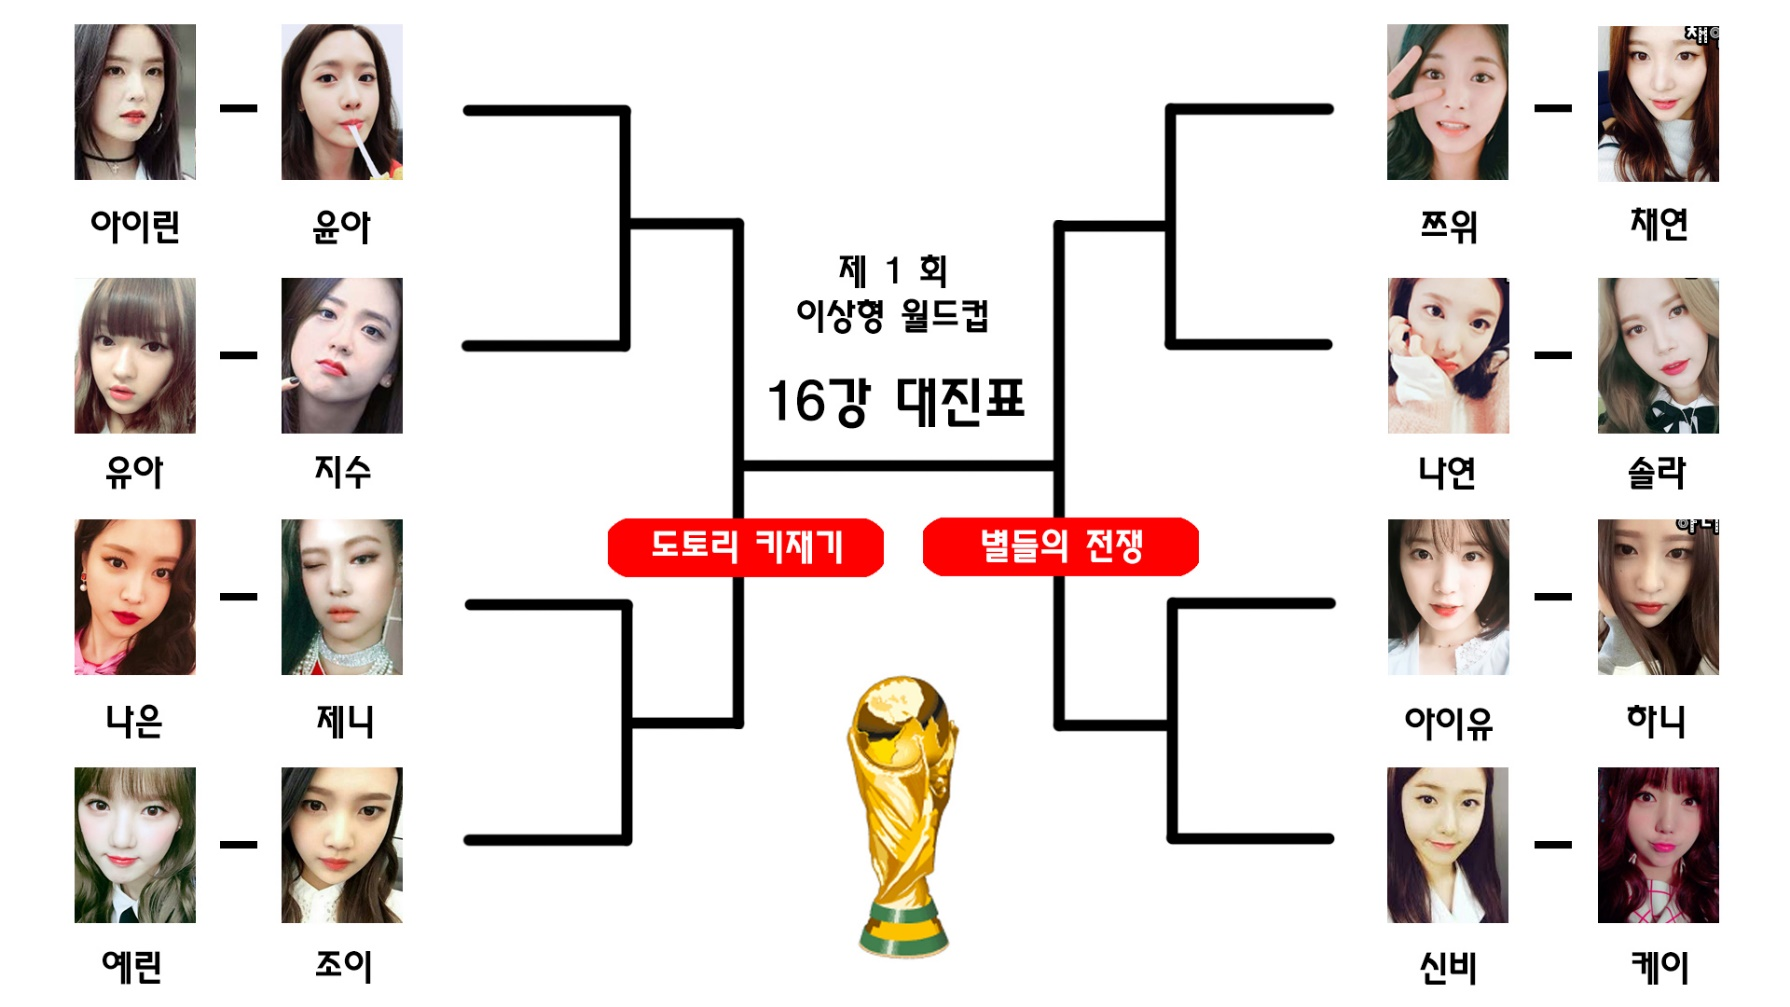 아이린 윤아
유아 지수
나은 제니
예린 조이
제 1 회
이상형 월드컵
16강 대진표
도토리 키재기
별들의 전쟁
쯔위 채연
나연 솔라
아이유 하니
신비 케이